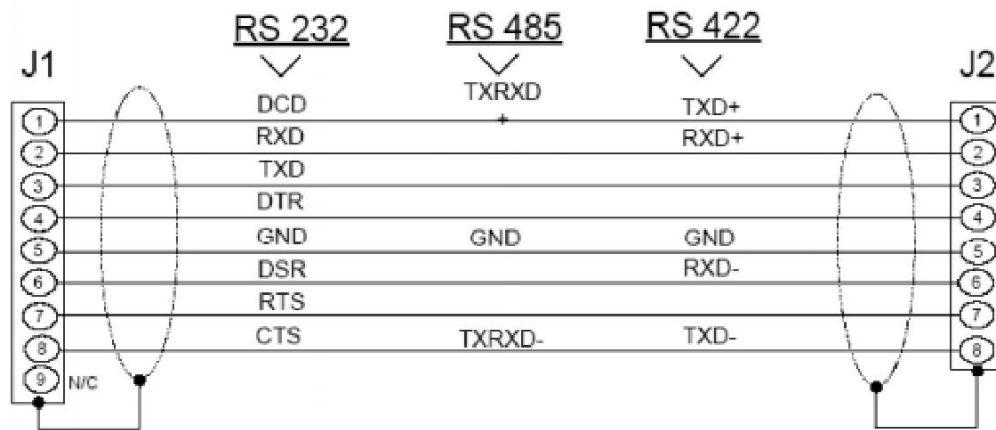 RS 232 RS 485 RS 422
J1 J2
DCD TXRXD TXD+
1 + 1
RXD RXD+
2 2
TXD
3 3
DTR
4 4
GND GND GND
5 5
DSR RXD-
6 6
RTS
7 7
CTS TXRXD- TXD-
8 8
9 N/C